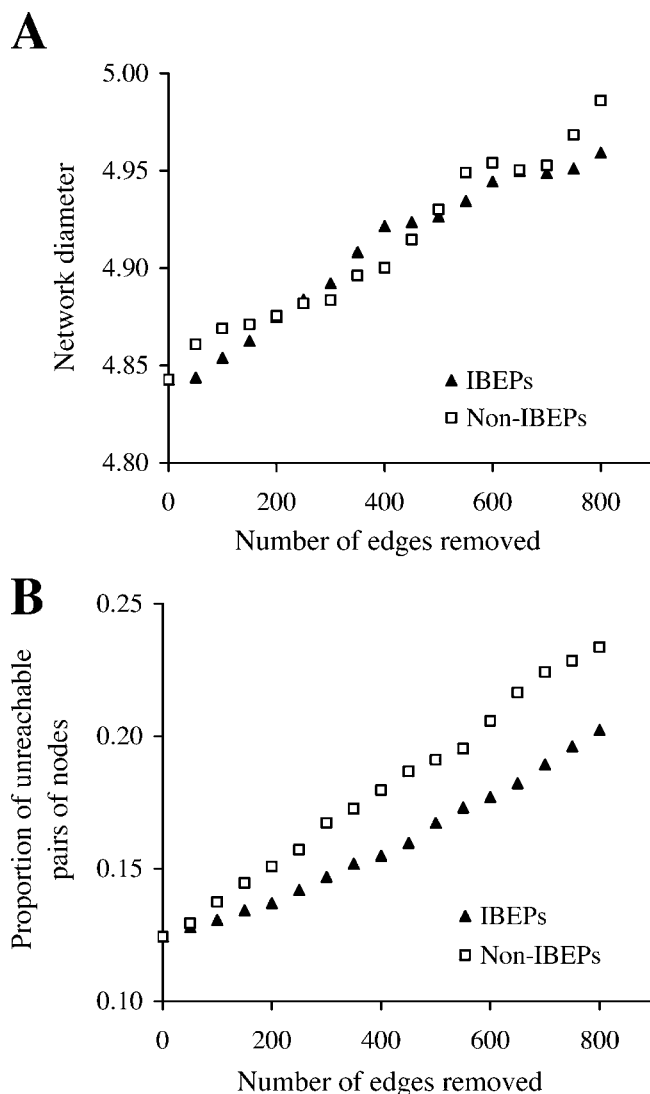 A
5.00
4.95
4.90
4.85
4.80
Network diameter
IBEPs
Non-IBEPs
0 200 400 600 800
Number of edges removed
B
0.25
0.20
0.15
0.10
Proportion of unreachable
pairs of nodes
IBEPs
Non-IBEPs
0 200 400 600 800
Number of edges removed